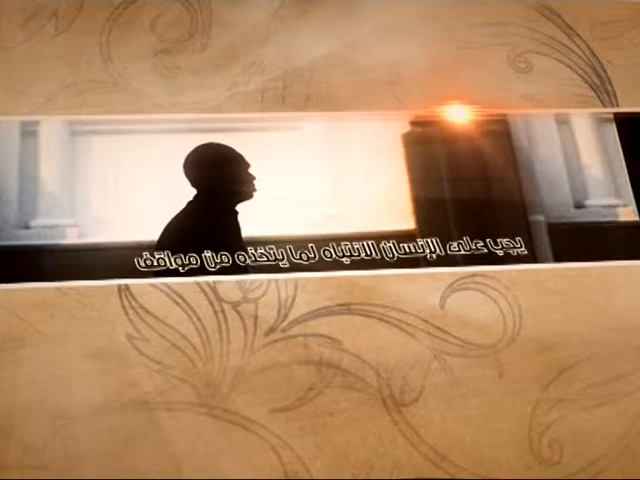 يجب على الإنسان الانتباه لما يتخذه من مواقف